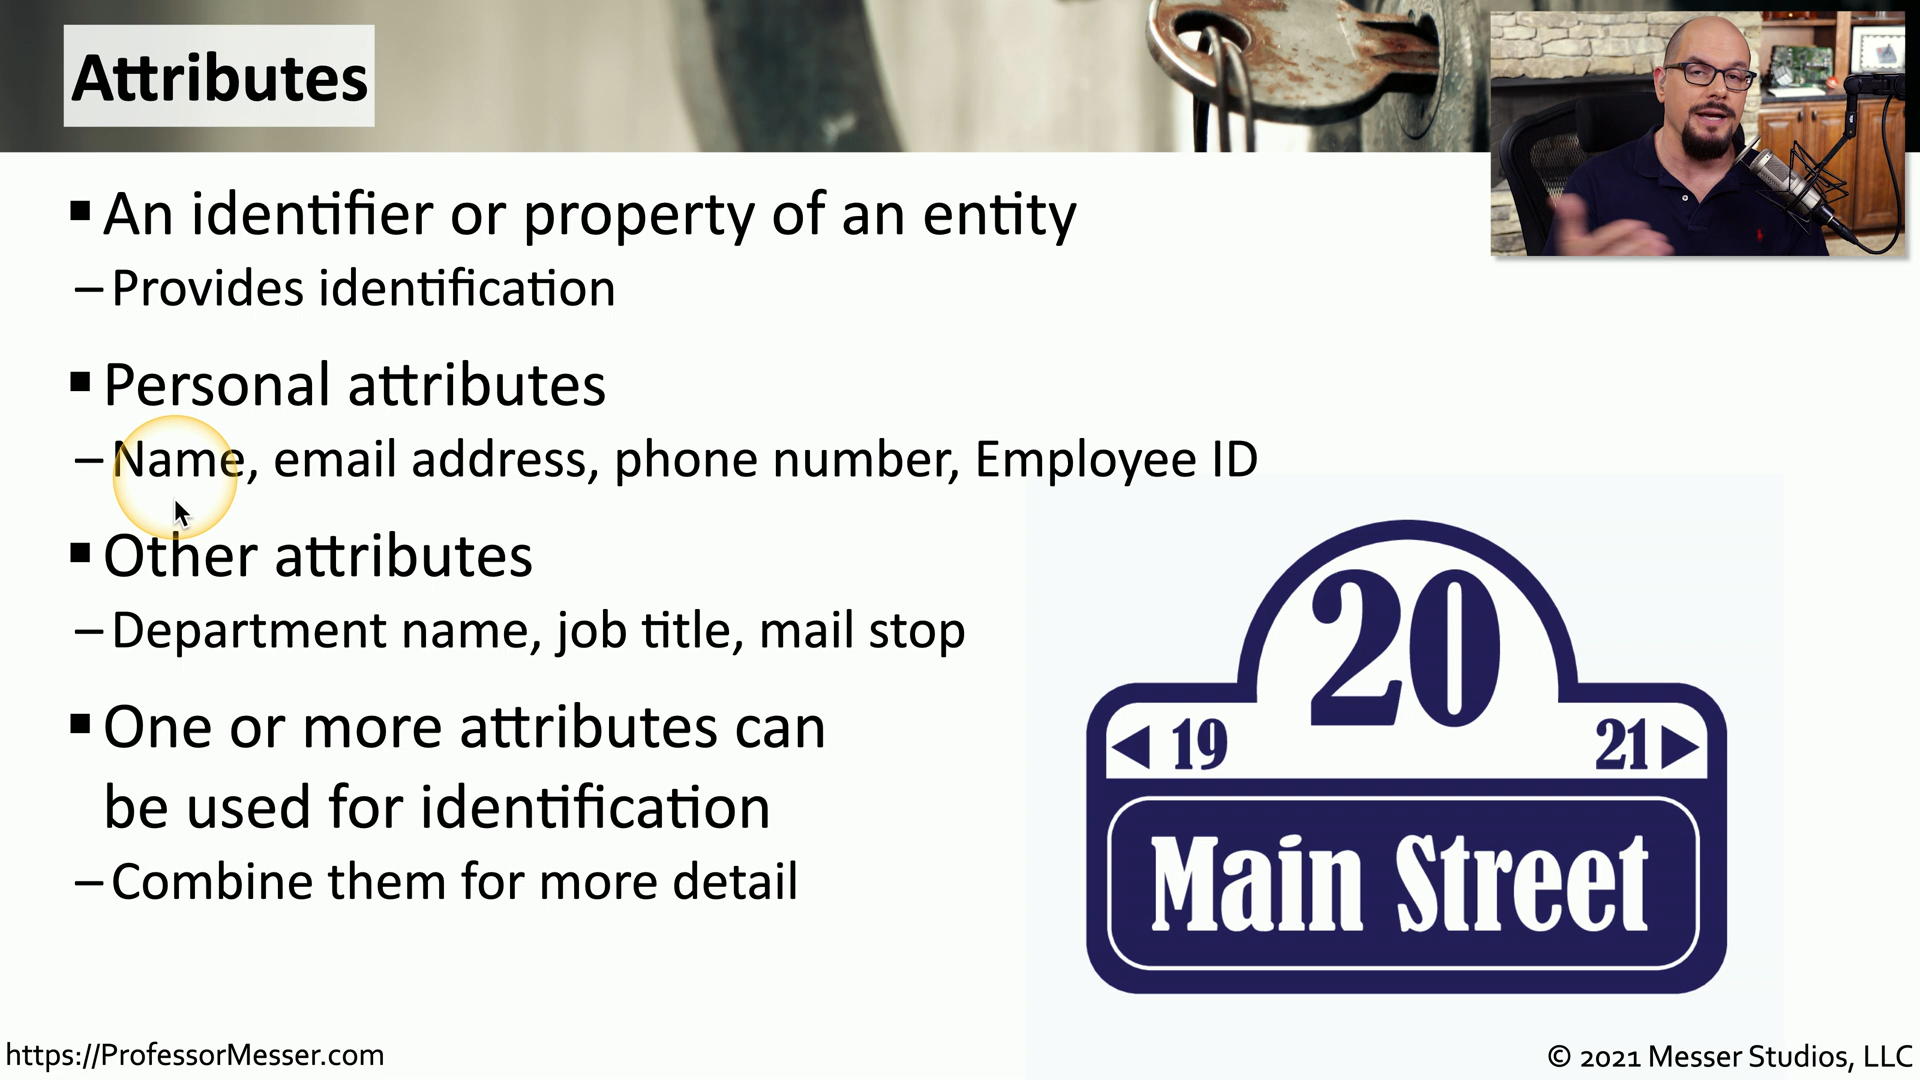 Attributes
▪ An identifier or property of an entity
– Provides identification
▪ Personal attributes
– Name, email address, phone number, Employee ID
▪ Other attributes
– Department name, job title, mail stop
▪ One or more attributes can
be used for identification
– Combine them for more detail
20
◀ 19
21 ▶
Main Street
https://ProfessorMesser.com
© 2021 Messer Studios, LLC